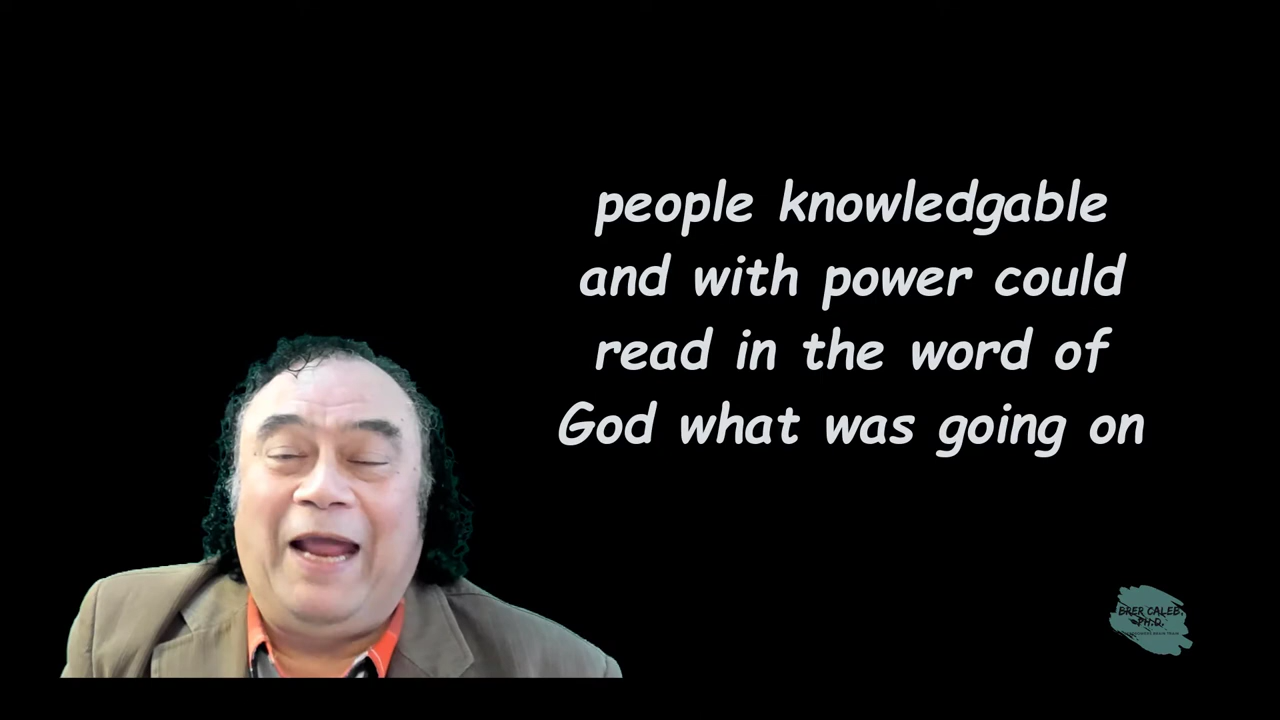 people knowledgable
and with power could
read in the word of
God what was going on
BRER CALEB,
PH.D.